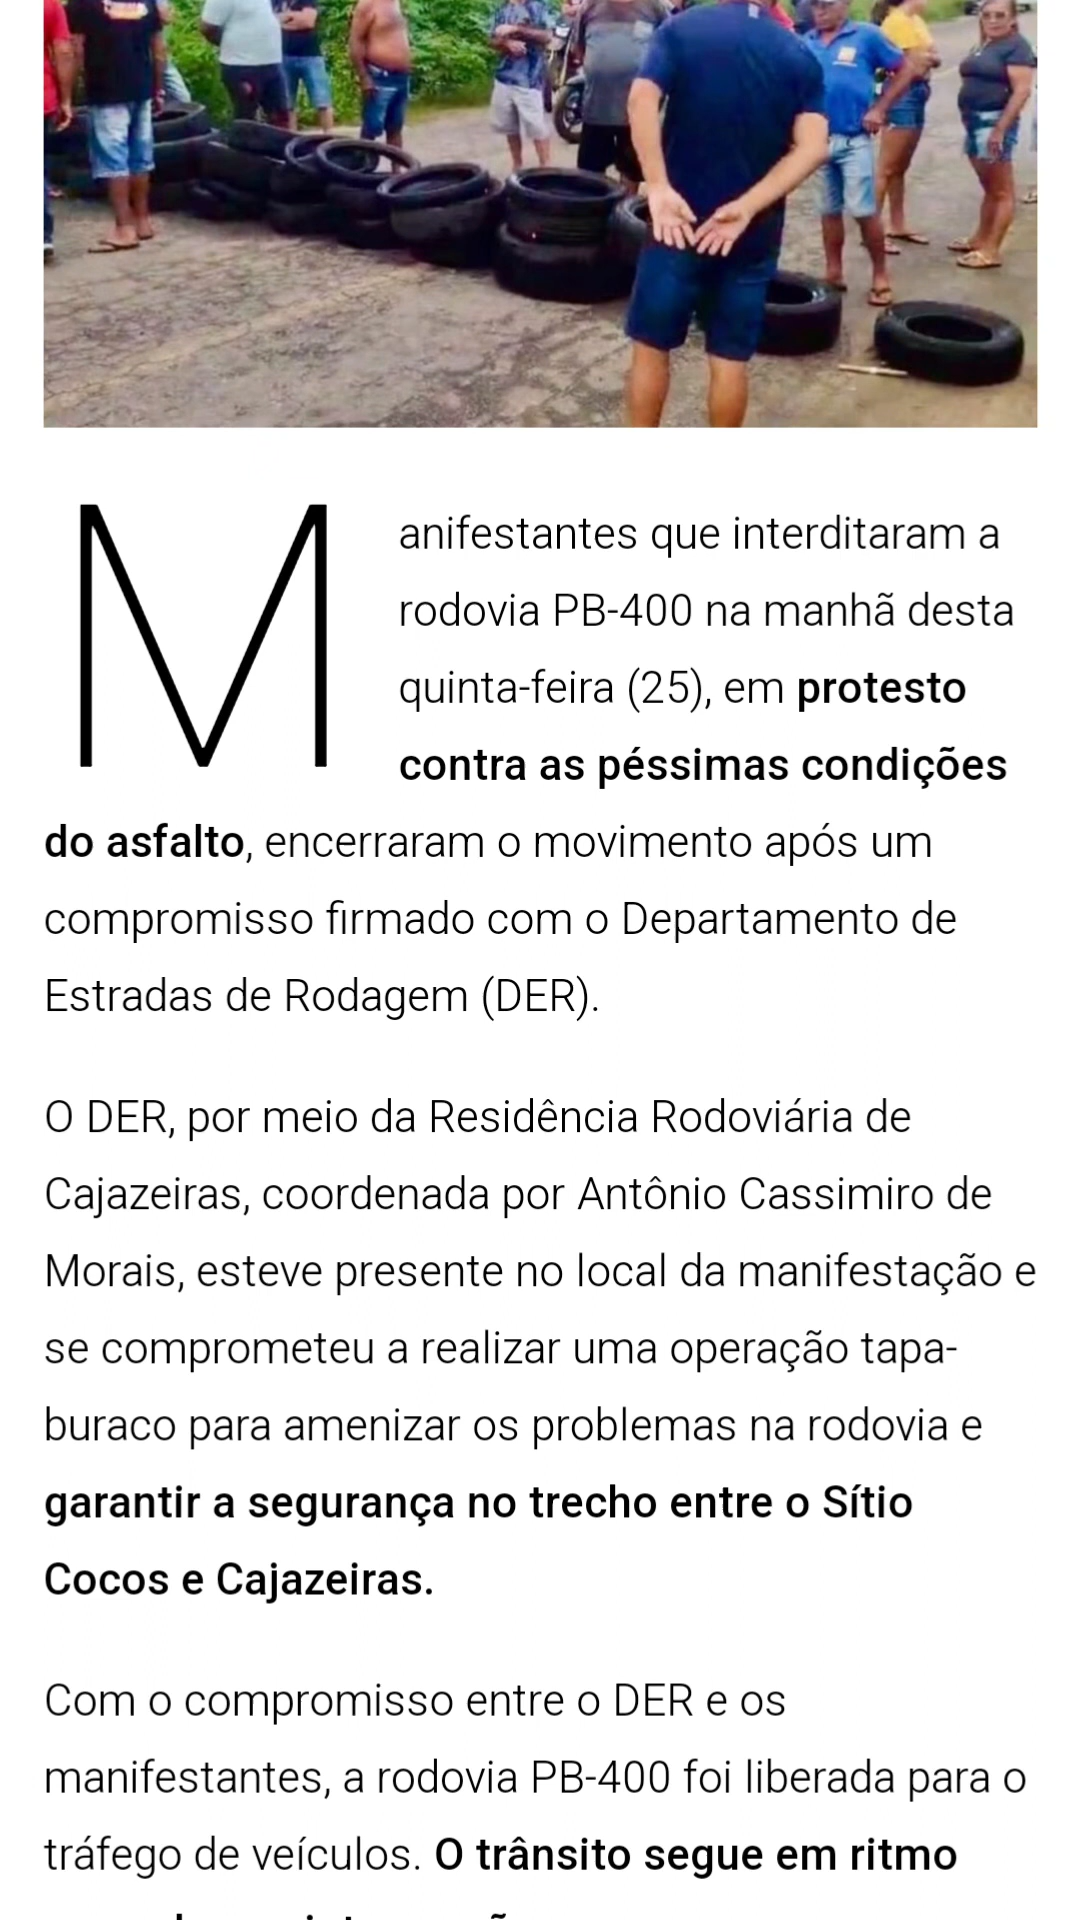 Manifestantes que interditaram a
rodovia PB-400 na manhã desta
quinta-feira (25), em protesto
contra as péssimas condições
do asfalto, encerraram o movimento após um
compromisso firmado com o Departamento de
Estradas de Rodagem (DER).
O DER, por meio da Residência Rodoviária de
Cajazeiras, coordenada por Antônio Cassimiro de
Morais, esteve presente no local da manifestação e
se comprometeu a realizar uma operação tapa-
buraco para amenizar os problemas na rodovia e
garantir a segurança no trecho entre o Sítio
Cocos e Cajazeiras.
Com o compromisso entre o DER e os
manifestantes, a rodovia PB-400 foi liberada para o
tráfego de veículos. O trânsito segue em ritmo